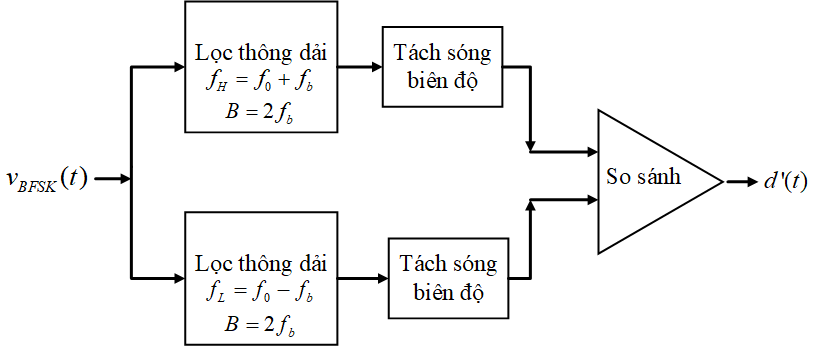 v_BFSK(t)
Lọc thông dải
f_H = f_0 + f_b
B = 2f_b
Tách sóng
biên độ
Lọc thông dải
f_L = f_0 − f_b
B = 2f_b
Tách sóng
biên độ
So sánh
d'(t)